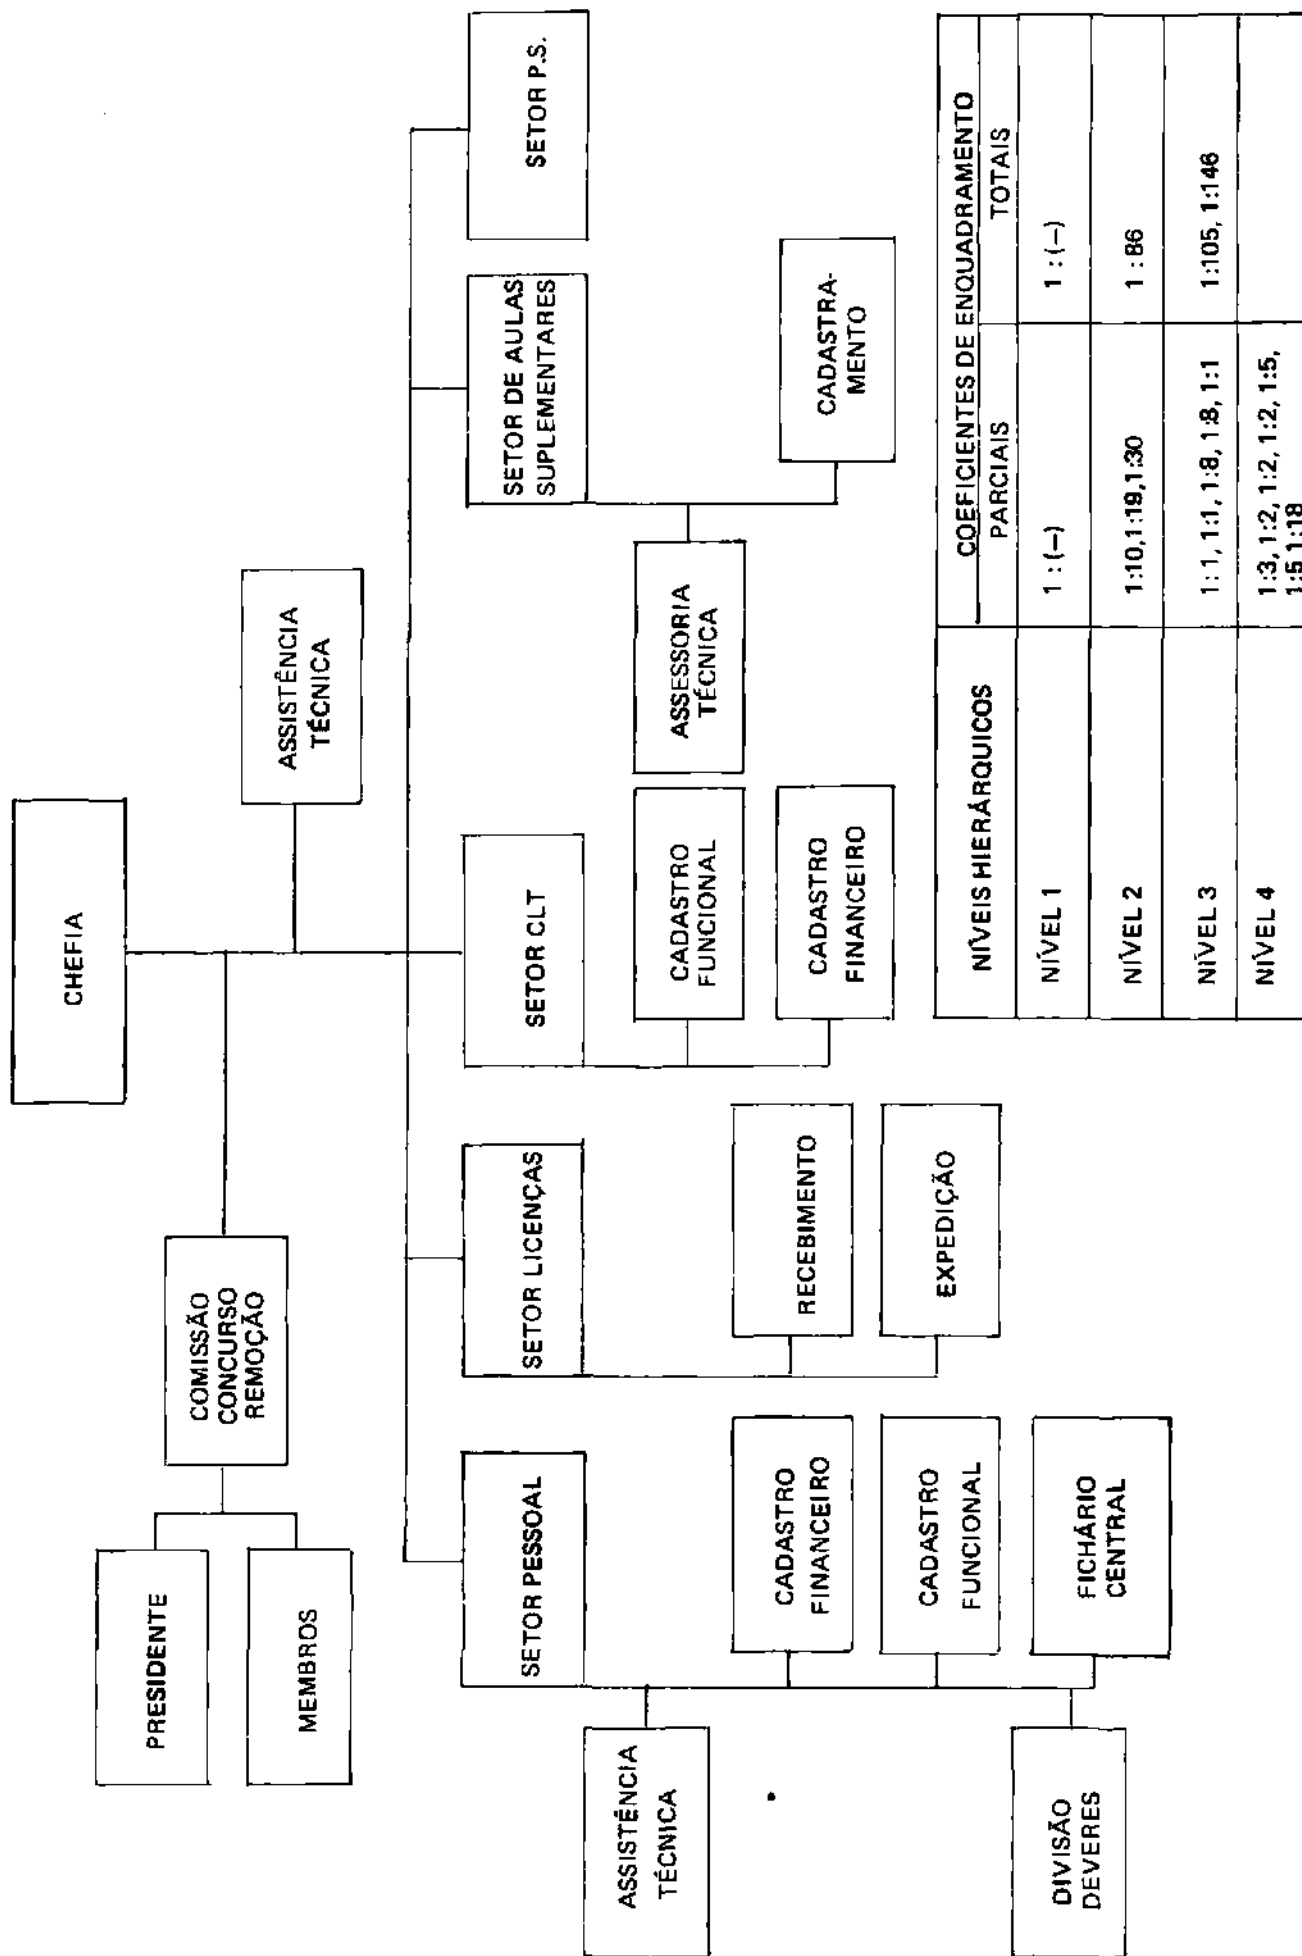 CHEFIA
PRESIDENTE
COMISSÃO
CONCURSO
REMOÇÃO
MEMBROS
ASSISTÊNCIA
TÉCNICA
SETOR PESSOAL
SETOR LICENÇAS
SETOR CLT
SETOR DE AULAS
SUPLEMENTARES
SETOR P.S.
ASSISTÊNCIA
TÉCNICA
CADASTRO
FINANCEIRO
CADASTRO
FUNCIONAL
FICHÁRIO
CENTRAL
DIVISÃO
DEVERES
RECEBIMENTO
EXPEDIÇÃO
CADASTRO
FUNCIONAL
CADASTRO
FINANCEIRO
ASSESSORIA
TÉCNICA
CADASTRA-
MENTO
NÍVEIS HIERÁRQUICOS
COEFICIENTES DE ENQUADRAMENTO
PARCIAIS TOTAIS
NÍVEL 1 1 : (–) 1 : (–)
NÍVEL 2 1:10,1:19,1:30 1 : 86
NÍVEL 3 1:1, 1:1, 1:8, 1:8, 1:1 1:105, 1:146
NÍVEL 4 1:3, 1:2, 1:2, 1:2, 1:5,
1:5 1:18